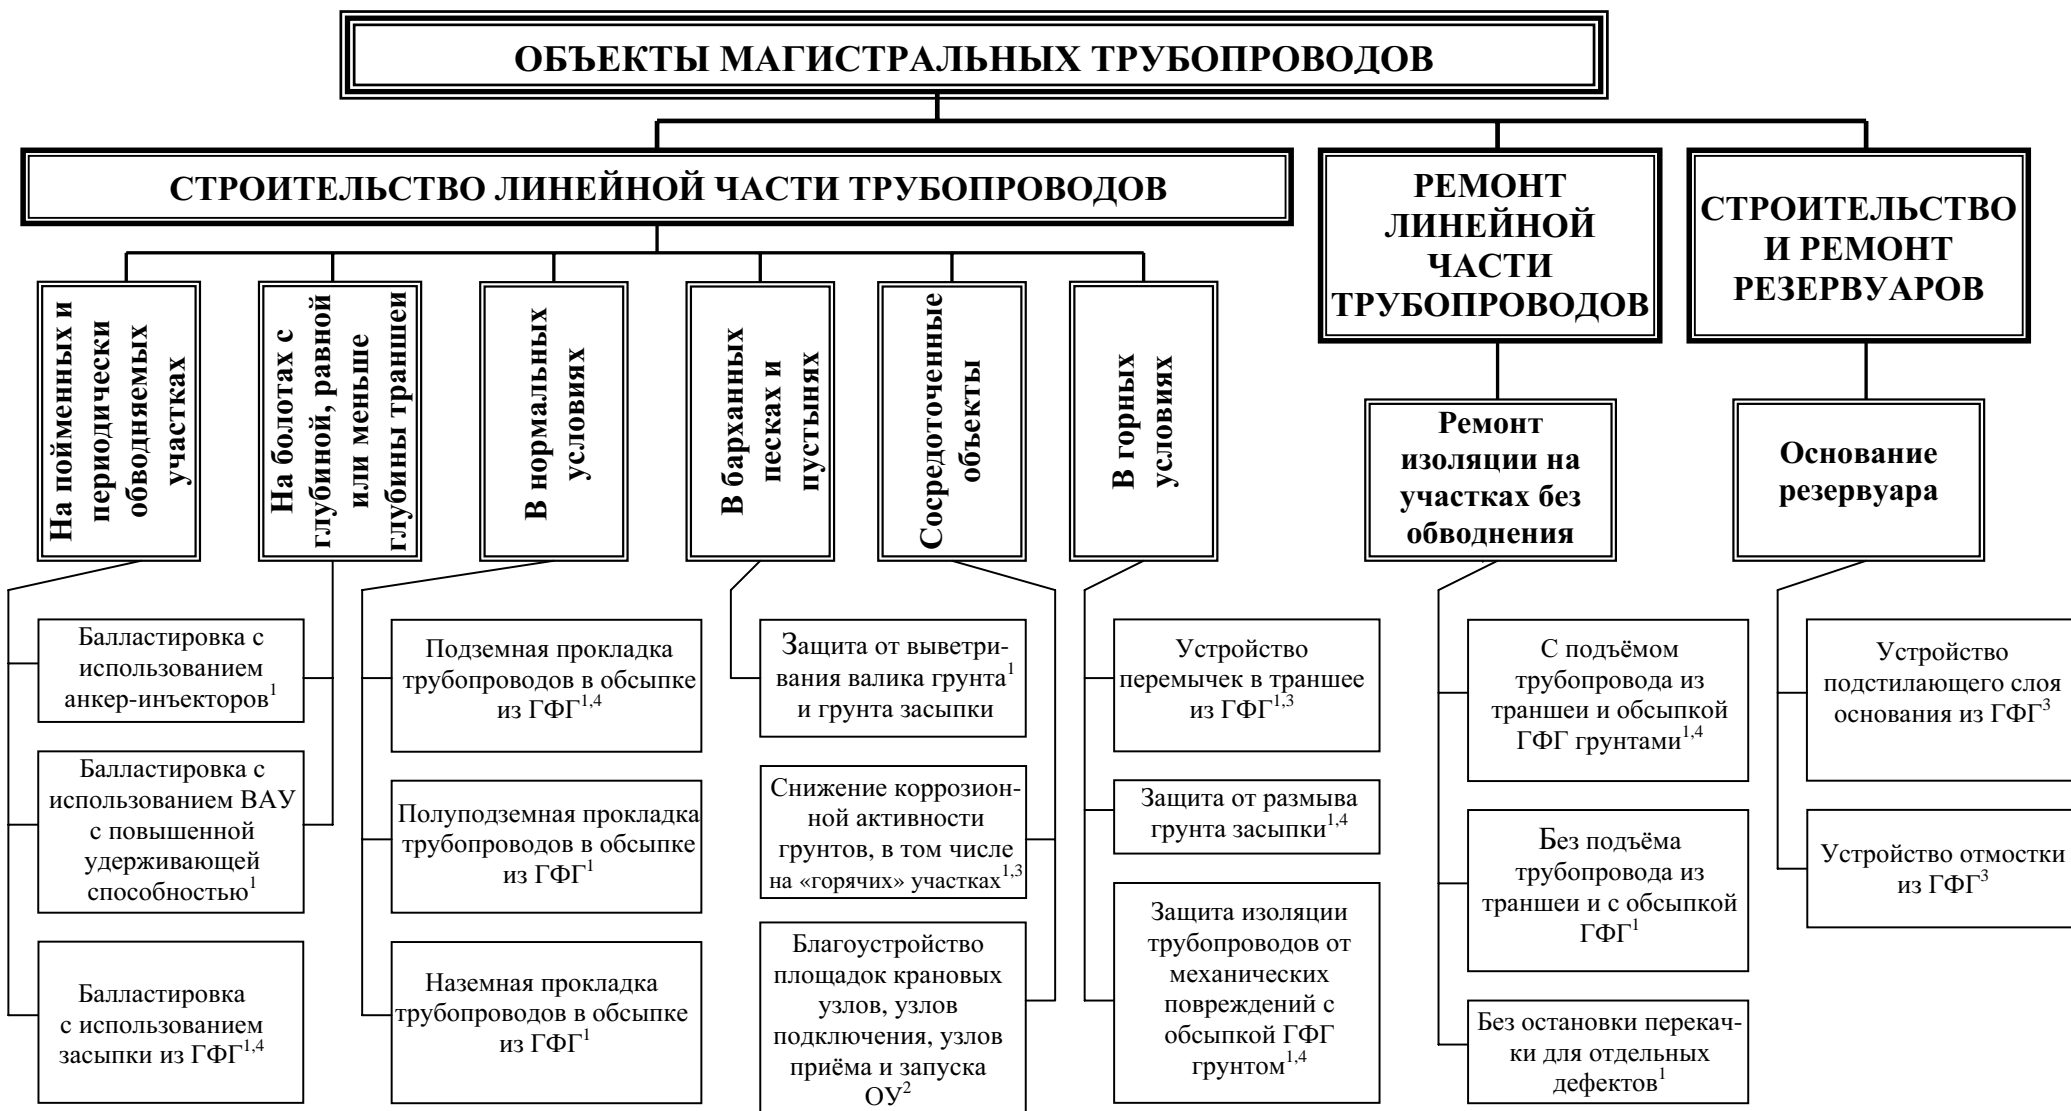 ОБЪЕКТЫ МАГИСТРАЛЬНЫХ ТРУБОПРОВОДОВ
СТРОИТЕЛЬСТВО ЛИНЕЙНОЙ ЧАСТИ ТРУБОПРОВОДОВ
РЕМОНТ
ЛИНЕЙНОЙ
ЧАСТИ
ТРУБОПРОВОДОВ
СТРОИТЕЛЬСТВО
И РЕМОНТ
РЕЗЕРВУАРОВ
На пойменных и
периодически
обводняемых
участках
На болотах с
глубиной, равной
или меньше
глубины траншеи
В нормальных
условиях
В барханных
песках и
пустынях
Сосредоточенные
объекты
В горных
условиях
Ремонт
изоляции на
участках без
обводнения
Основание
резервуара
Балластировка с
использованием
анкер-инъекторов¹
Балластировка с
использованием ВАУ
с повышенной
удерживающей
способностью¹
Балластировка
с использованием
засыпки из ГФГ¹,⁴
Подземная прокладка
трубопроводов в обсыпке
из ГФГ¹,⁴
Полуподземная прокладка
трубопроводов в обсыпке
из ГФГ¹
Наземная прокладка
трубопроводов в обсыпке
из ГФГ¹
Защита от выветри-
вания валика грунта¹
и грунта засыпки
Снижение коррозион-
ной активности
грунтов, в том числе
на «горячих» участках¹,³
Благоустройство
площадок крановых
узлов, узлов
подключения, узлов
приёма и запуска
ОУ²
Устройство
перемычек в траншее
из ГФГ¹,³
Защита от размыва
грунта засыпки¹,⁴
Защита изоляции
трубопроводов от
механических
повреждений с
обсыпкой ГФГ
грунтом¹,⁴
С подъёмом
трубопровода из
траншеи и обсыпкой
ГФГ грунтами¹,⁴
Без подъёма
трубопровода из
траншеи и с обсыпкой
ГФГ¹
Без остановки перекач-
ки для отдельных
дефектов¹
Устройство
подстилающего слоя
основания из ГФГ³
Устройство отмостки
из ГФГ³